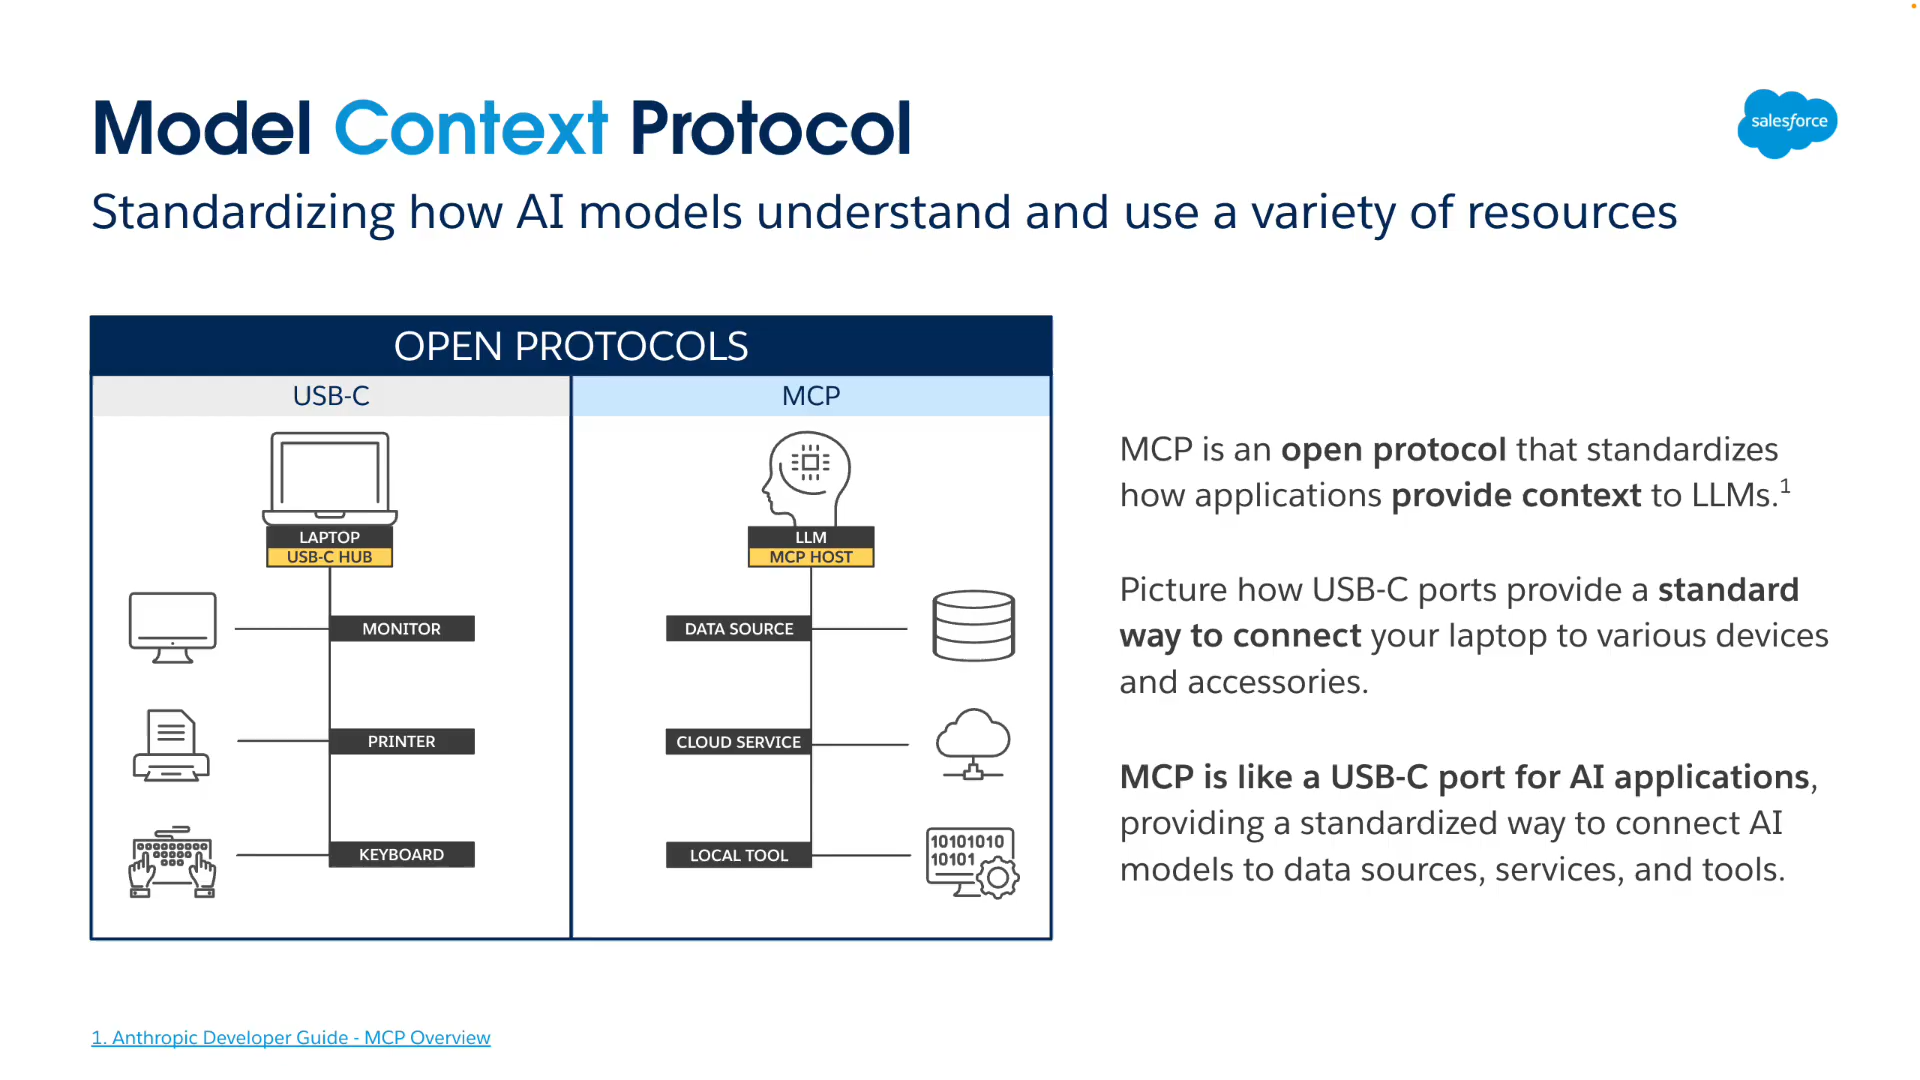 Model Context Protocol
salesforce
Standardizing how AI models understand and use a variety of resources
OPEN PROTOCOLS
USB-C
LAPTOP
USB-C HUB
MONITOR
PRINTER
KEYBOARD
MCP
LLM
MCP HOST
DATA SOURCE
CLOUD SERVICE
LOCAL TOOL
10101010
10101
MCP is an open protocol that standardizes
how applications provide context to LLMs.¹
Picture how USB-C ports provide a standard
way to connect your laptop to various devices
and accessories.
MCP is like a USB-C port for AI applications,
providing a standardized way to connect AI
models to data sources, services, and tools.
1. Anthropic Developer Guide - MCP Overview